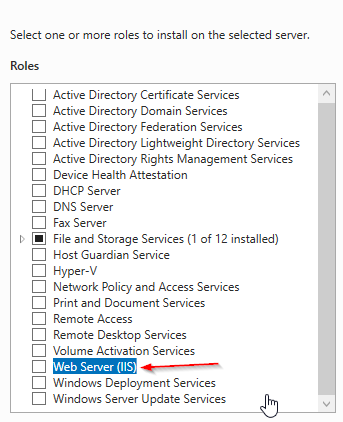 Select one or more roles to install on the selected server.
Roles
Active Directory Certificate Services
Active Directory Domain Services
Active Directory Federation Services
Active Directory Lightweight Directory Services
Active Directory Rights Management Services
Device Health Attestation
DHCP Server
DNS Server
Fax Server
File and Storage Services (1 of 12 installed)
Host Guardian Service
Hyper-V
Network Policy and Access Services
Print and Document Services
Remote Access
Remote Desktop Services
Volume Activation Services
Web Server (IIS)
Windows Deployment Services
Windows Server Update Services